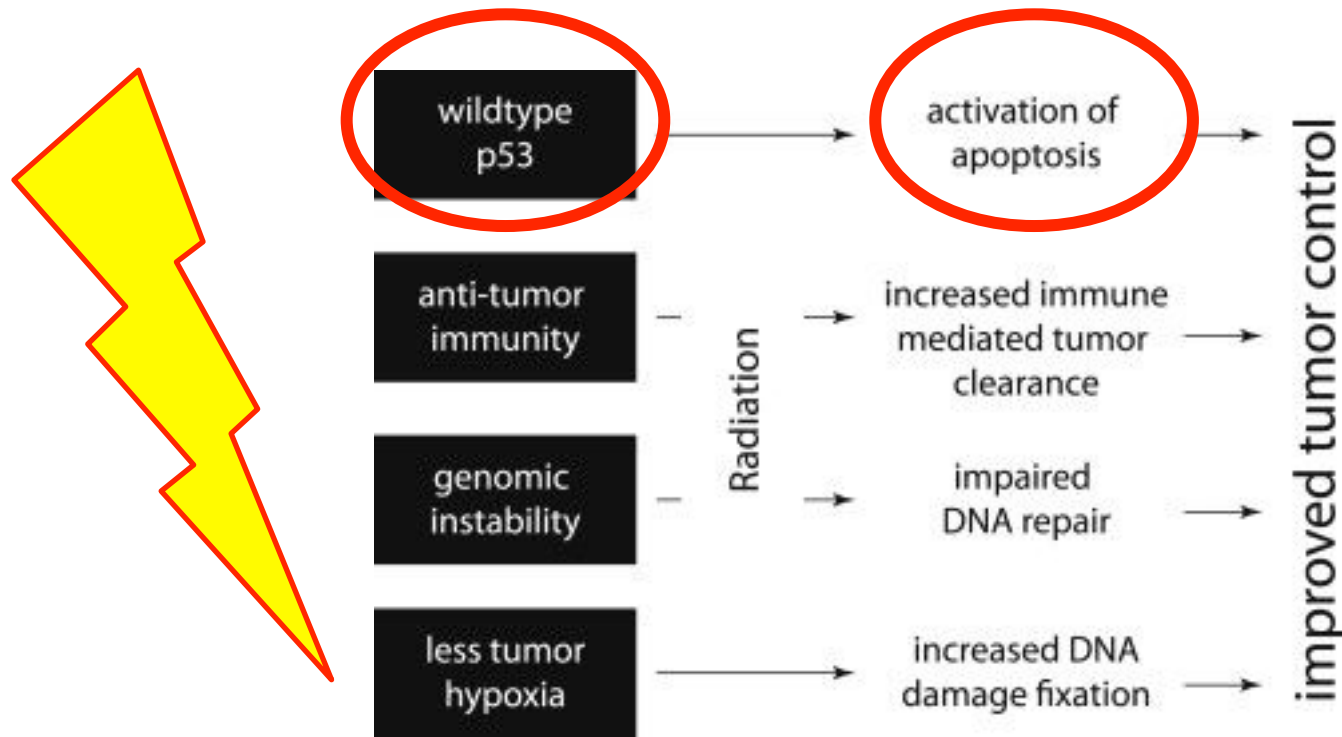 wildtype
p53
activation of
apoptosis
anti-tumor
immunity
increased immune
mediated tumor
clearance
genomic
instability
impaired
DNA repair
less tumor
hypoxia
increased DNA
damage fixation
Radiation
improved tumor control